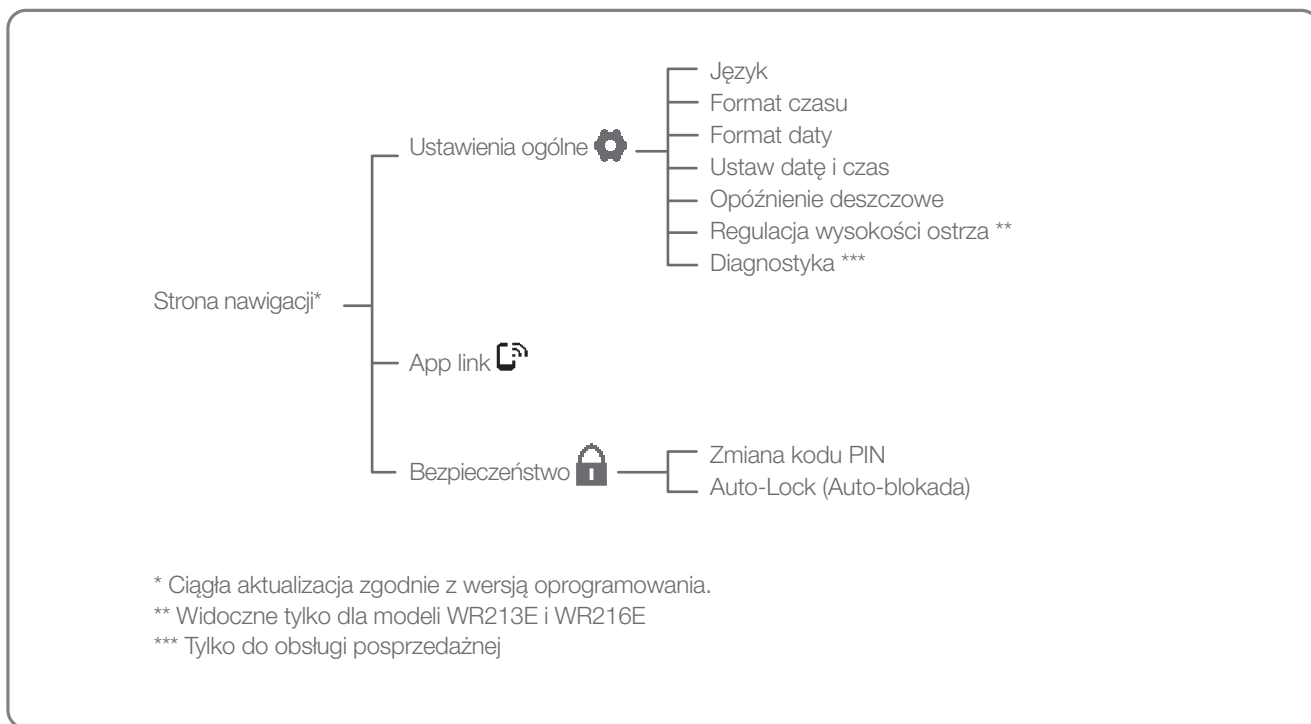 Język
Format czasu
Ustawienia ogólne
Format daty
Ustaw datę i czas
Opóźnienie deszczowe
Regulacja wysokości ostrza **
Diagnostyka ***
Strona nawigacji*
App link
Bezpieczeństwo
Zmiana kodu PIN
Auto-Lock (Auto-blokada)
* Ciągła aktualizacja zgodnie z wersją oprogramowania.
** Widoczne tylko dla modeli WR213E i WR216E
*** Tylko do obsługi posprzedażnej